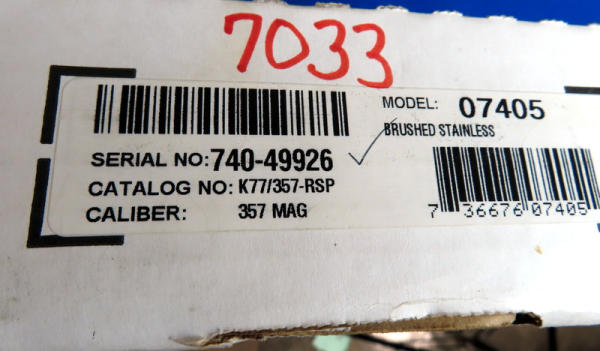 7033
MODEL: 07405
BRUSHED STAINLESS
SERIAL NO: 740-49926
CATALOG NO: K77/357-RSP
CALIBER: 357 MAG
7 36676 07405